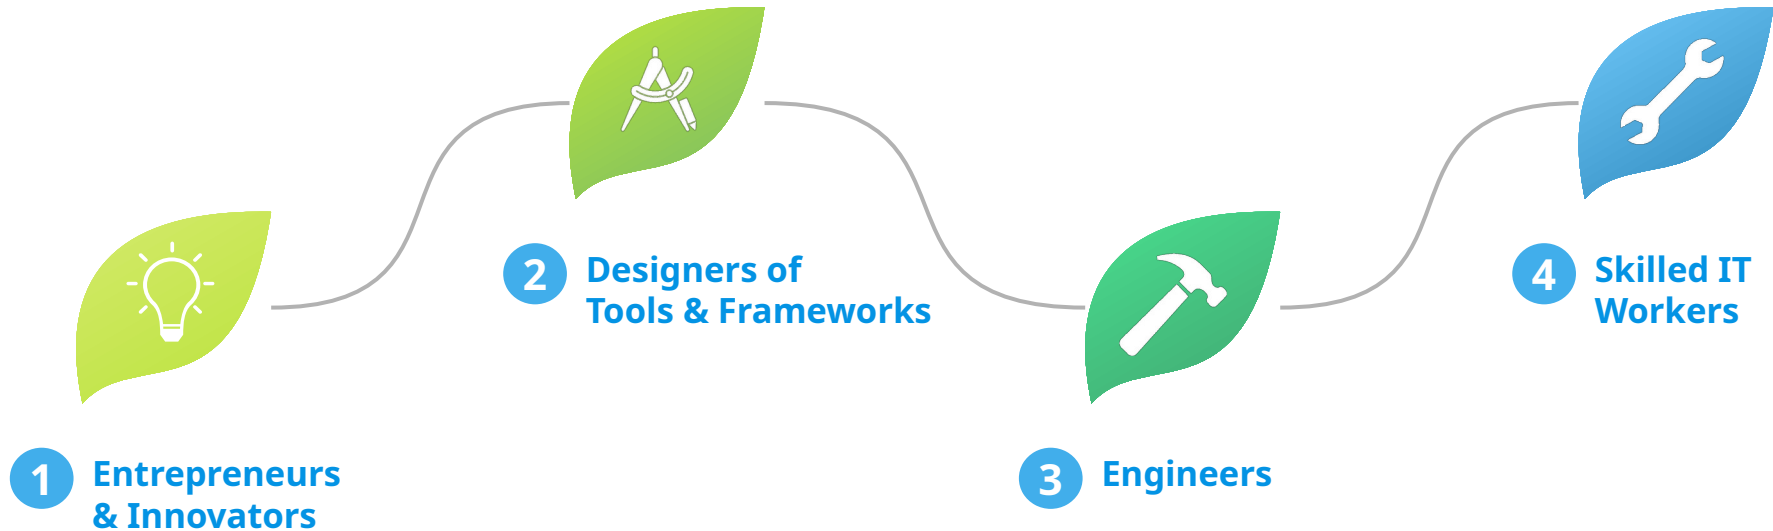 1 Entrepreneurs
& Innovators
2 Designers of
Tools & Frameworks
3 Engineers
4 Skilled IT
Workers